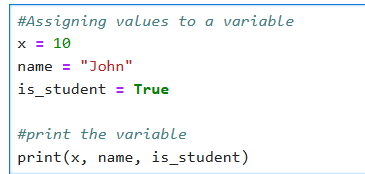 #Assigning values to a variable
x = 10
name = "John"
is_student = True
#print the variable
print(x, name, is_student)